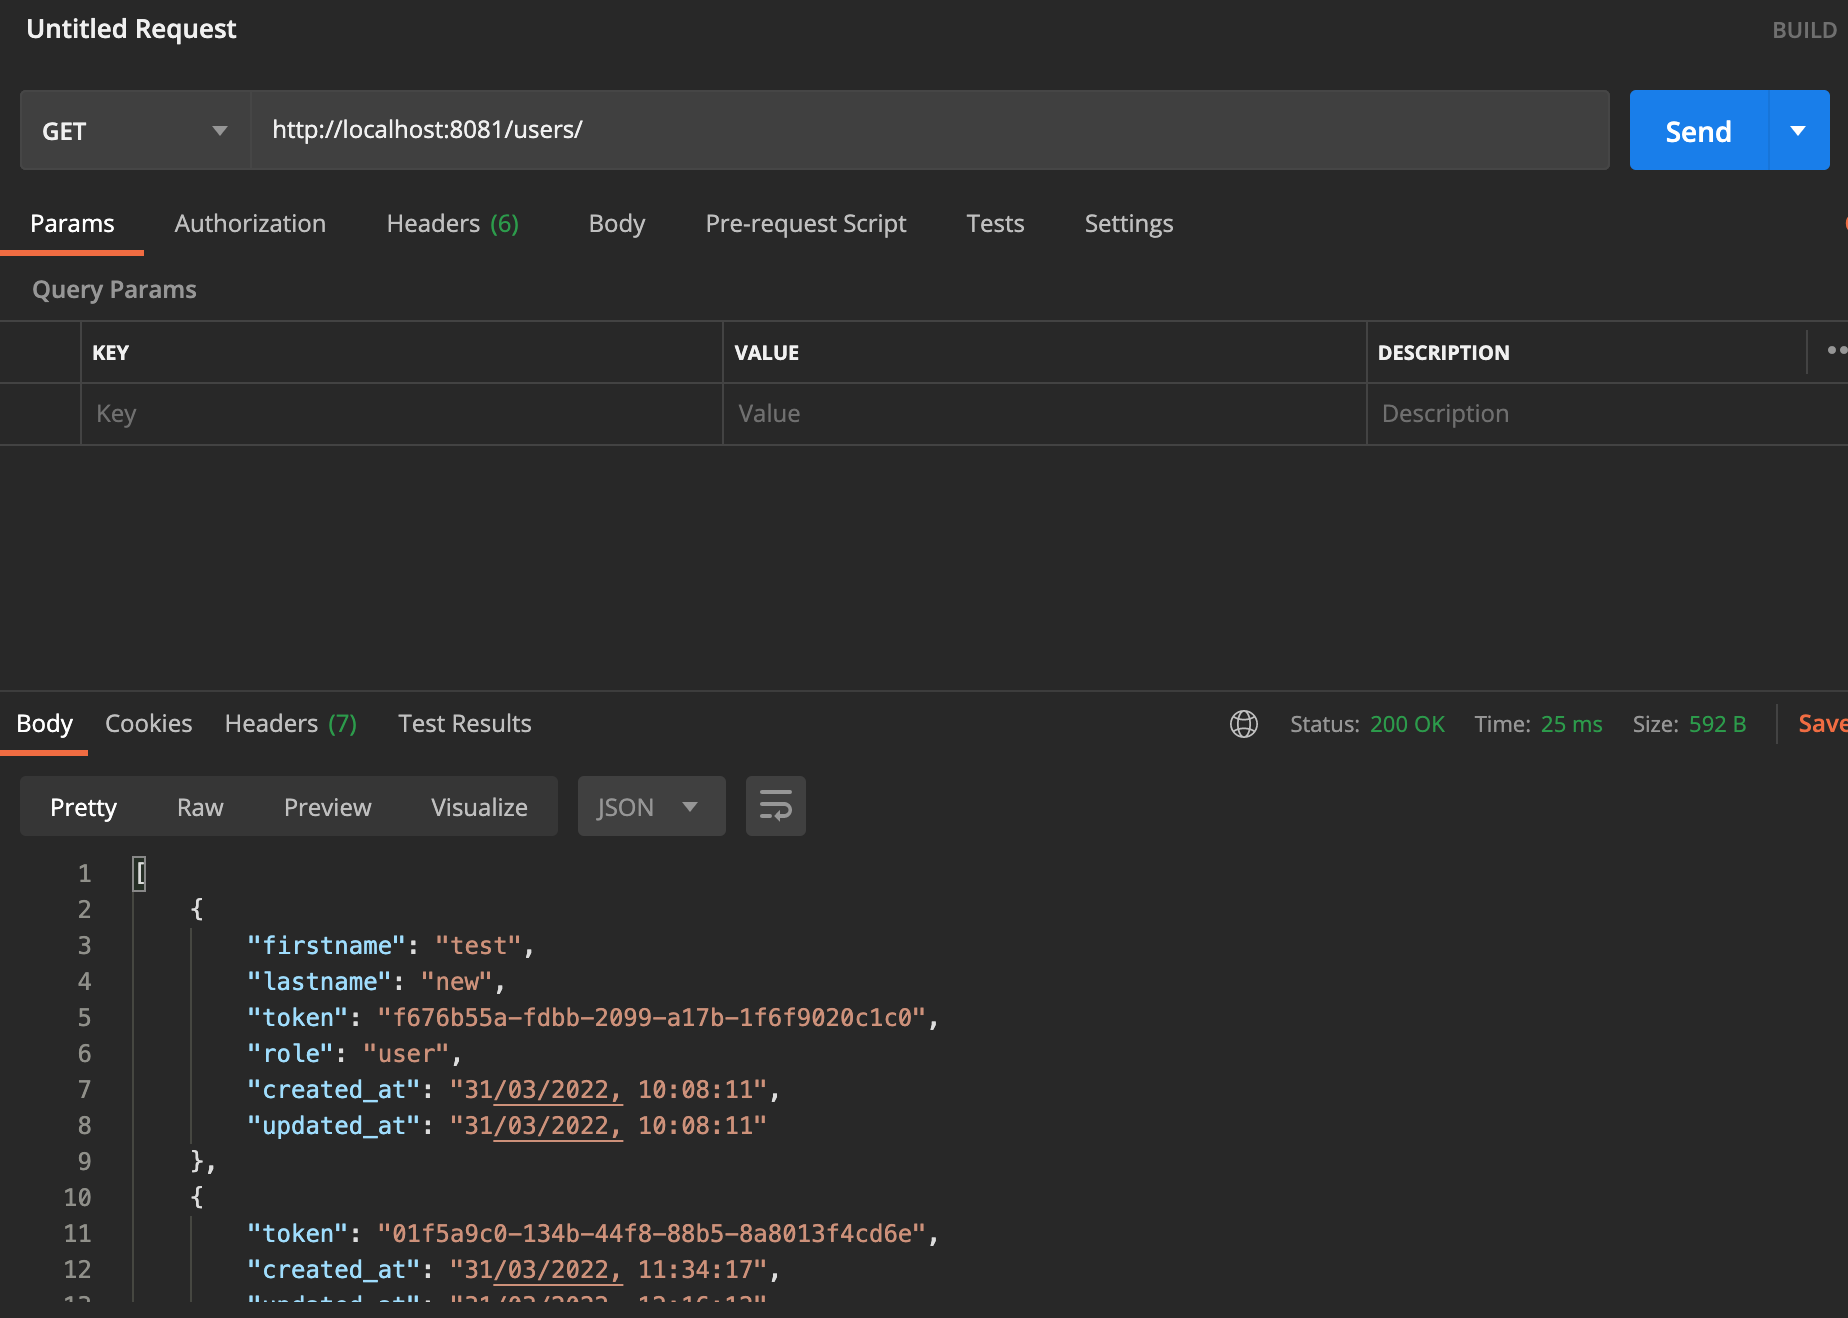 Untitled Request
BUILD
GET
http://localhost:8081/users/
Send
Params Authorization Headers (6) Body Pre-request Script Tests Settings
Query Params
KEY VALUE DESCRIPTION
Key Value Description
Body Cookies Headers (7) Test Results
Status: 200 OK Time: 25 ms Size: 592 B Save
Pretty Raw Preview Visualize JSON
1 [
2 {
3 "firstname": "test",
4 "lastname": "new",
5 "token": "f676b55a-fdbb-2099-a17b-1f6f9020c1c0",
6 "role": "user",
7 "created_at": "31/03/2022, 10:08:11",
8 "updated_at": "31/03/2022, 10:08:11"
9 },
10 {
11 "token": "01f5a9c0-134b-44f8-88b5-8a8013f4cd6e",
12 "created_at": "31/03/2022, 11:34:17",
13 "updated_at": "31/03/2022,